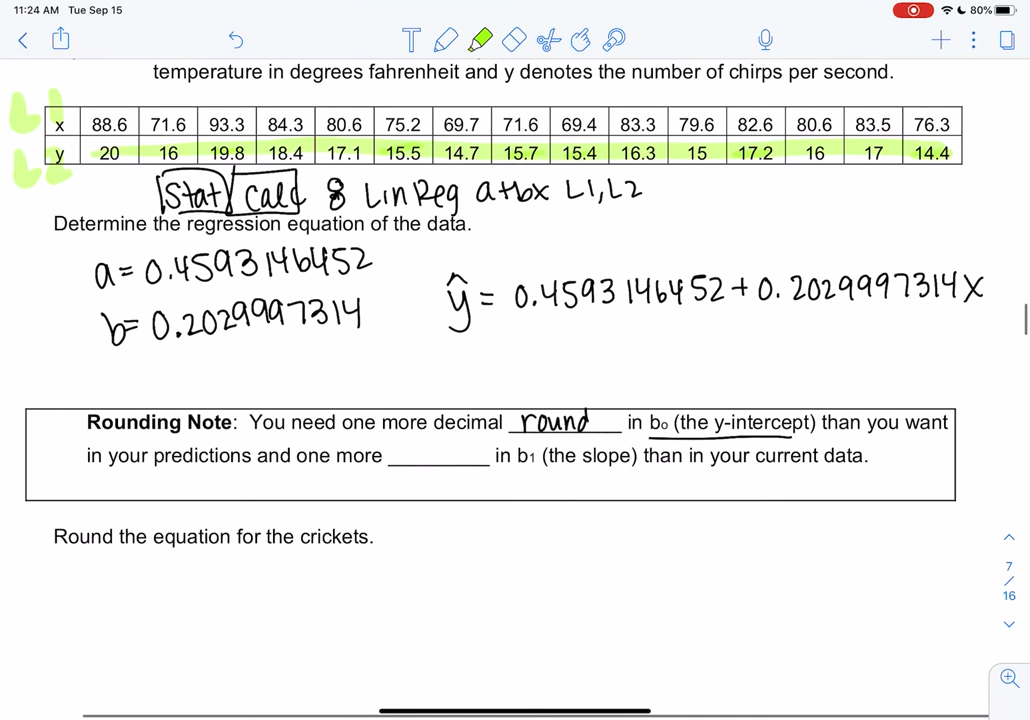 11:24 AM Tue Sep 15
80%
temperature in degrees fahrenheit and y denotes the number of chirps per second.
L1 x 88.6 71.6 93.3 84.3 80.6 75.2 69.7 71.6 69.4 83.3 79.6 82.6 80.6 83.5 76.3
L2 y 20 16 19.8 18.4 17.1 15.5 14.7 15.7 15.4 16.3 15 17.2 16 17 14.4
Stat Calc 8 LinReg a+bx L1, L2
Determine the regression equation of the data.
a = 0.4593146452
ŷ = 0.4593146452 + 0.2029997314x
b = 0.2029997314
Rounding Note: You need one more decimal round in b₀ (the y-intercept) than you want
in your predictions and one more ________ in b₁ (the slope) than in your current data.
Round the equation for the crickets.
7
/
16